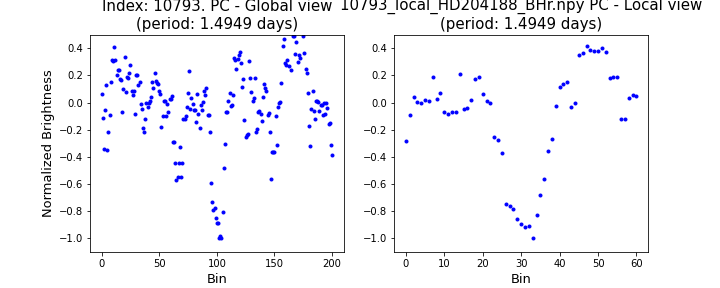 Index: 10793. PC - Global view
(period: 1.4949 days)
10793_local_HD204188_BHr.npy PC - Local view
(period: 1.4949 days)
Normalized Brightness
0.4
0.2
0.0
−0.2
−0.4
−0.6
−0.8
−1.0
0 50 100 150 200
Bin
0.4
0.2
0.0
−0.2
−0.4
−0.6
−0.8
−1.0
0 10 20 30 40 50 60
Bin